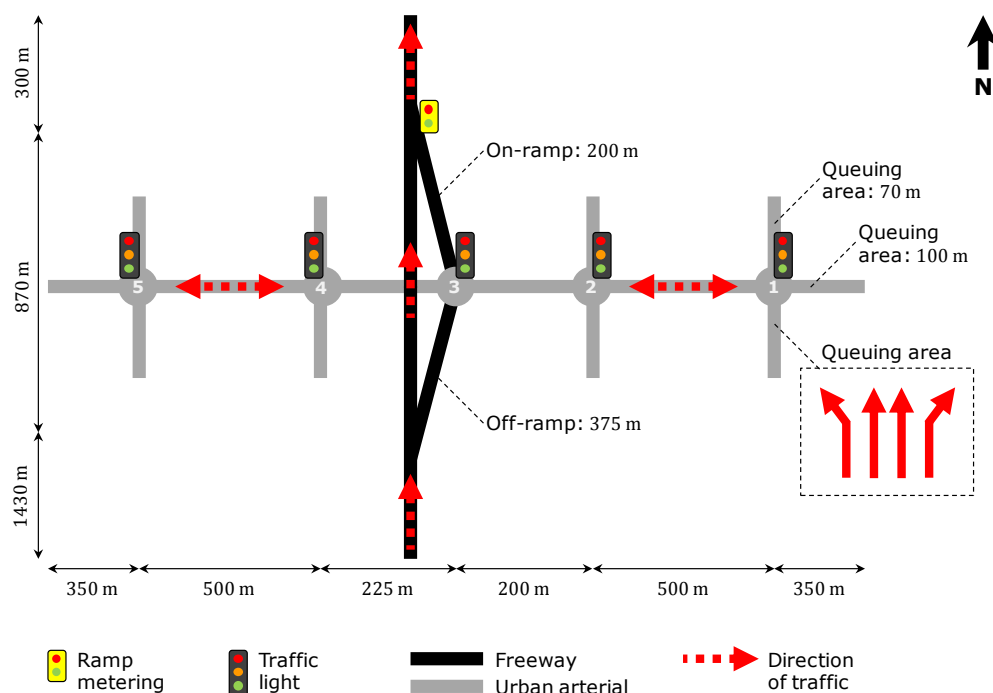 300 m
N
On-ramp: 200 m
Queuing
area: 70 m
Queuing
area: 100 m
870 m
5
4
3
2
1
Queuing area
Off-ramp: 375 m
1430 m
350 m
500 m
225 m
200 m
500 m
350 m
Ramp
metering
Traffic
light
Freeway
Urban arterial
Direction
of traffic